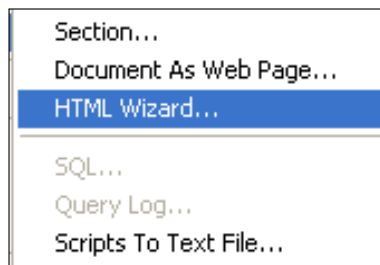 Section...
Document As Web Page...
HTML Wizard...
SQL...
Query Log...
Scripts To Text File...